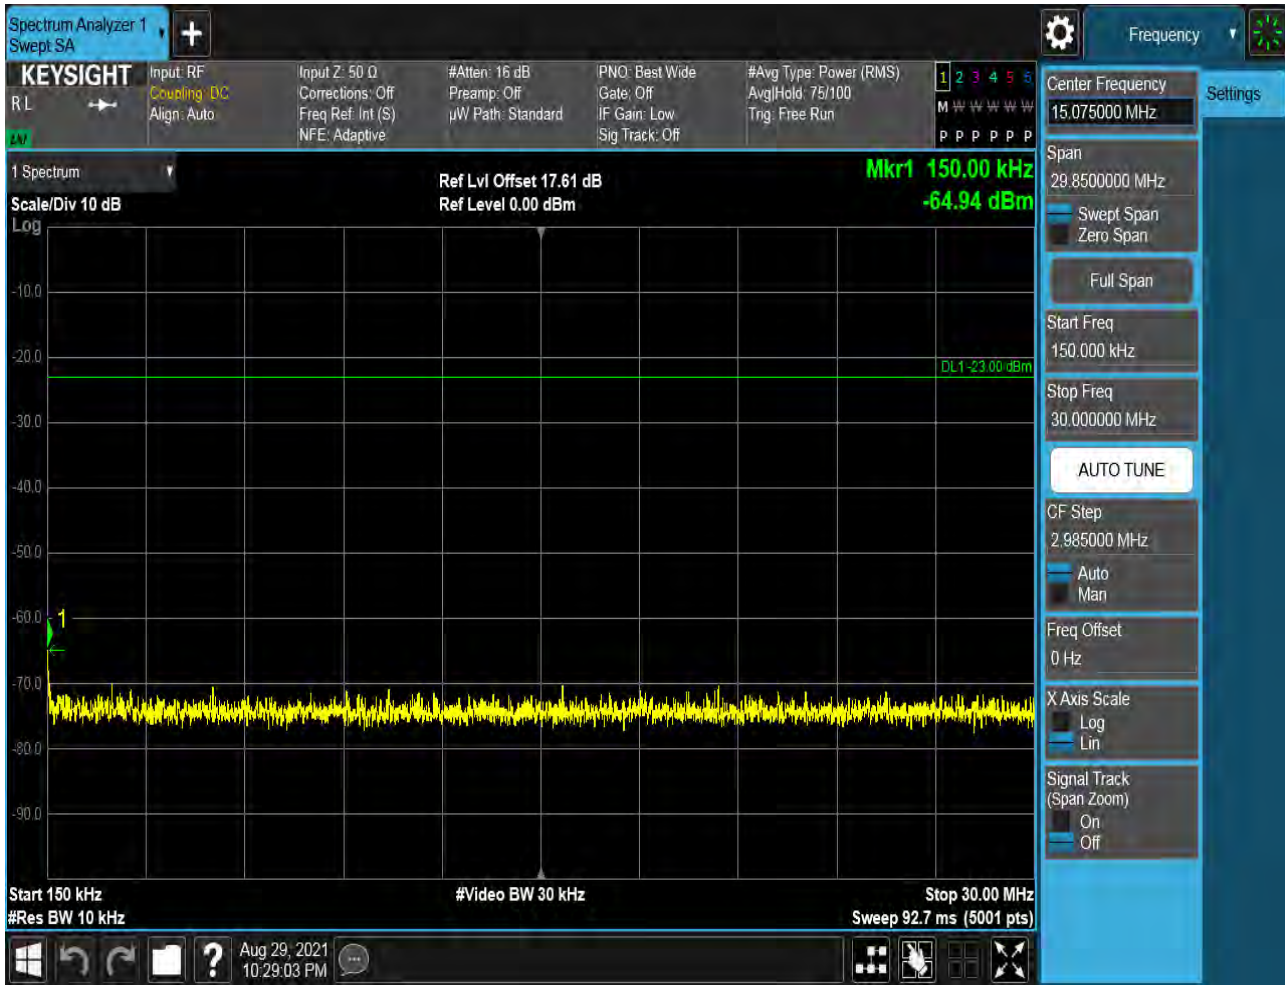 Spectrum Analyzer 1
Swept SA
Frequency
KEYSIGHT
R L
LNI
Input: RF
Coupling: DC
Align: Auto
Input Z: 50 Ω
Corrections: Off
Freq Ref: Int (S)
NFE: Adaptive
#Atten: 16 dB
Preamp: Off
µW Path: Standard
PNO: Best Wide
Gate: Off
IF Gain: Low
Sig Track: Off
#Avg Type: Power (RMS)
Avg|Hold: 75/100
Trig: Free Run
1 2 3 4 5 6
M W W W W W
P P P P P P
1 Spectrum
Scale/Div 10 dB
Log
Ref Lvl Offset 17.61 dB
Ref Level 0.00 dBm
Mkr1 150.00 kHz
-64.94 dBm
-10.0
-20.0
DL1 -23.00 dBm
-30.0
-40.0
-50.0
-60.0
1
-70.0
-80.0
-90.0
Start 150 kHz
#Video BW 30 kHz
Stop 30.00 MHz
#Res BW 10 kHz
Sweep 92.7 ms (5001 pts)
Aug 29, 2021
10:29:03 PM
Center Frequency
15.075000 MHz
Settings
Span
29.8500000 MHz
Swept Span
Zero Span
Full Span
Start Freq
150.000 kHz
Stop Freq
30.000000 MHz
AUTO TUNE
CF Step
2.985000 MHz
Auto
Man
Freq Offset
0 Hz
X Axis Scale
Log
Lin
Signal Track
(Span Zoom)
On
Off